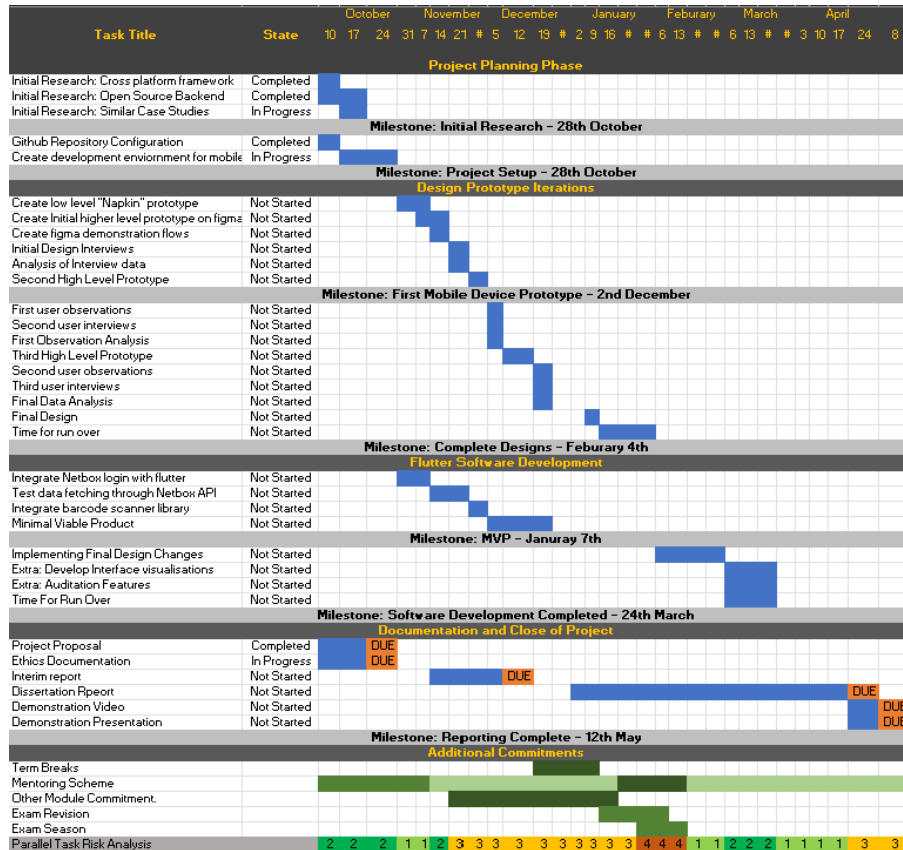 October November December January Feburary March April
Task Title State 10 17 24 31 7 14 21 # 5 12 19 # 2 9 16 # # 6 13 # # 6 13 # # 3 10 17 24 8
Project Planning Phase
Initial Research: Cross platform framework Completed
Initial Research: Open Source Backend Completed
Initial Research: Similar Case Studies In Progress
Milestone: Initial Research - 28th October
Github Repository Configuration Completed
Create development enviornment for mobile In Progress
Milestone: Project Setup - 28th October
Design Prototype Iterations
Create low level "Napkin" prototype Not Started
Create Initial higher level prototype on figma Not Started
Create figma demonstration flows Not Started
Initial Design Interviews Not Started
Analysis of Interview data Not Started
Second High Level Prototype Not Started
Milestone: First Mobile Device Prototype - 2nd December
First user observations Not Started
Second user interviews Not Started
First Observation Analysis Not Started
Third High Level Prototype Not Started
Second user observations Not Started
Third user interviews Not Started
Final Data Analysis Not Started
Final Design Not Started
Time for run over Not Started
Milestone: Complete Designs - Feburary 4th
Flutter Software Development
Integrate Netbox login with flutter Not Started
Test data fetching through Netbox API Not Started
Integrate barcode scanner library Not Started
Minimal Viable Product Not Started
Milestone: MVP - Januray 7th
Implementing Final Design Changes Not Started
Extra: Develop Interface visualisations Not Started
Extra: Auditation Features Not Started
Time For Run Over Not Started
Milestone: Software Development Completed - 24th March
Documentation and Close of Project
Project Proposal Completed DUE
Ethics Documentation In Progress DUE
Interim report Not Started DUE
Dissertation Rpeort Not Started DUE
Demonstration Video Not Started DUE
Demonstration Presentation Not Started DUE
Milestone: Reporting Complete - 12th May
Additional Commitments
Term Breaks
Mentoring Scheme
Other Module Commitment.
Exam Revision
Exam Season
Parallel Task Risk Analysis 2 2 2 1 1 2 3 3 3 3 3 3 3 3 3 3 4 4 4 1 1 2 2 2 1 1 1 1 3 3